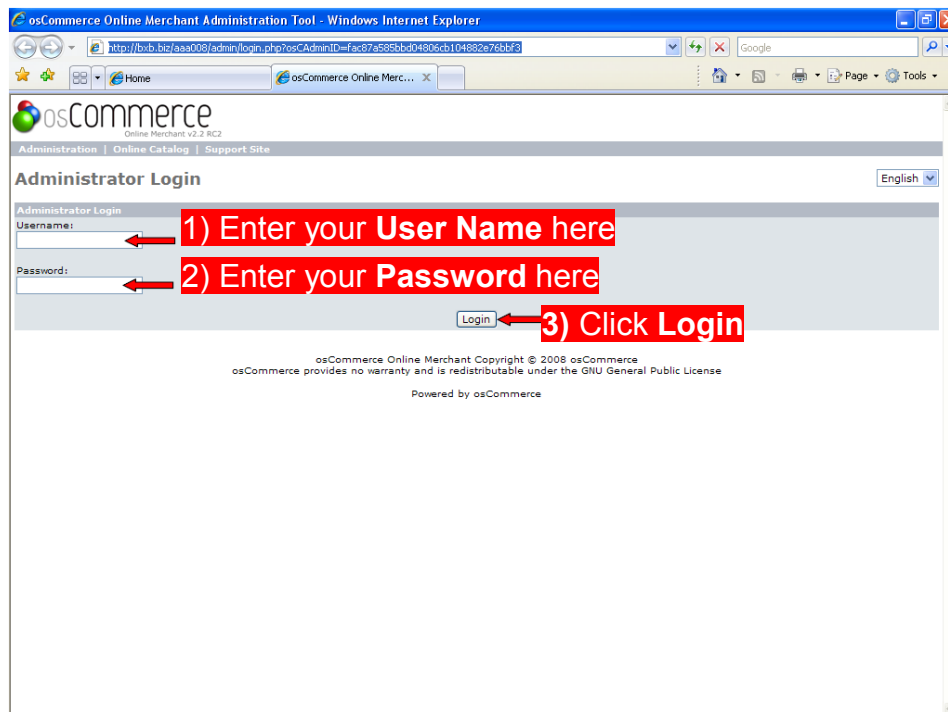 osCommerce Online Merchant Administration Tool - Windows Internet Explorer
http://bxb.biz/aaa008/admin/login.php?osCAdminID=fac87a585bbd04806cb104882e76bbf3
Google
Home
osCommerce Online Merc...
Page
Tools
osCommerce
Online Merchant v2.2 RC2
Administration | Online Catalog | Support Site
Administrator Login
English
Administrator Login
Username:
1) Enter your User Name here
Password:
2) Enter your Password here
Login
3) Click Login
osCommerce Online Merchant Copyright © 2008 osCommerce
osCommerce provides no warranty and is redistributable under the GNU General Public License
Powered by osCommerce